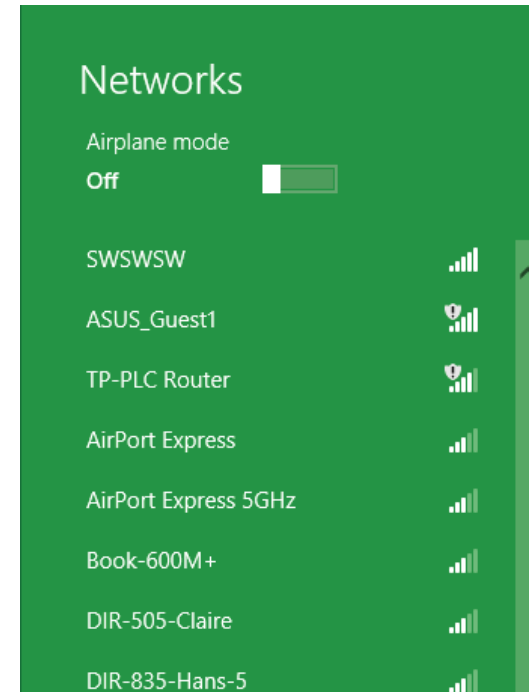 Networks
Airplane mode
Off
SWSWSW
ASUS_Guest1
TP-PLC Router
AirPort Express
AirPort Express 5GHz
Book-600M+
DIR-505-Claire
DIR-835-Hans-5